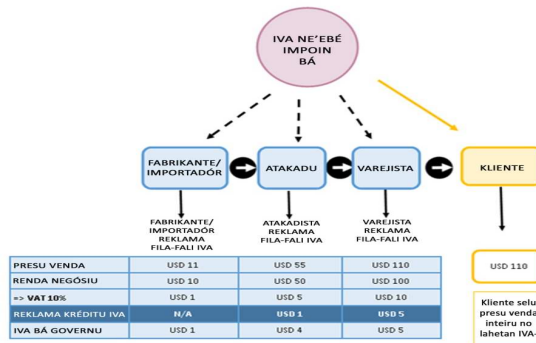 IVA NE'EBÉ
IMPOIN
BÁ
FABRIKANTE/
IMPORTADÓR
ATAKADU
VAREJISTA
KLIENTE
FABRIKANTE/
IMPORTADÓR
REKLAMA
FILA-FALI IVA
ATAKADISTA
REKLAMA
FILA-FALI IVA
VAREJISTA
REKLAMA
FILA-FALI IVA
PRESU VENDA USD 11 USD 55 USD 110
RENDA NEGÓSIU USD 10 USD 50 USD 100
=> VAT 10% USD 1 USD 5 USD 10
REKLAMA KRÉDITU IVA N/A USD 1 USD 5
IVA BÁ GOVERNU USD 1 USD 4 USD 5
USD 110
Kliente selu
presu venda
inteiru no
lahetan IVA-